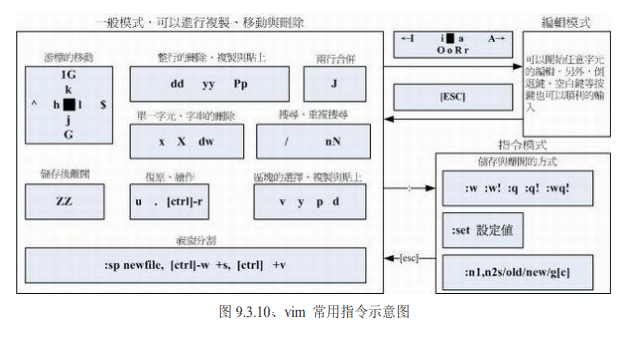 一般模式，可以進行複製、移動與刪除
游標的移動
1G
k
^ h l $
j
G
整行的刪除、複製與貼上
dd yy Pp
兩行合併
J
單一字元、字串的刪除
x X dw
搜尋、重複搜尋
/ nN
儲存後離開
ZZ
復原、續作
u . [ctrl]-r
區塊的選擇、複製與貼上
v y p d
視窗分割
:sp newfile, [ctrl]-w +s, [ctrl] +v
←I i a A→
O o R r
[ESC]
:
[esc]
編輯模式
可以開始任意字元
的編輯。另外，倒
退鍵、空白鍵等按
鍵也可以順利的輸
入
指令模式
儲存與離開的方式
:w :w! :q :q! :wq!
:set 設定值
:n1,n2s/old/new/g[c]
图 9.3.10、vim 常用指令示意图